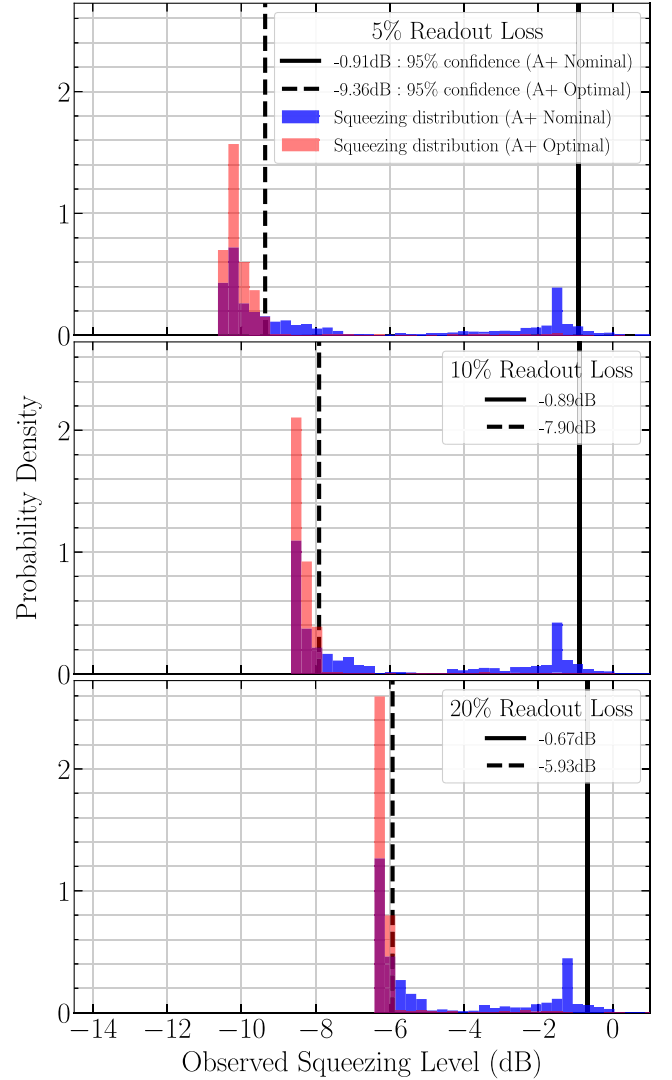 5% Readout Loss
-0.91dB : 95% confidence (A+ Nominal)
-9.36dB : 95% confidence (A+ Optimal)
Squeezing distribution (A+ Nominal)
Squeezing distribution (A+ Optimal)
2
1
0
10% Readout Loss
-0.89dB
-7.90dB
2
1
0
Probability Density
20% Readout Loss
-0.67dB
-5.93dB
2
1
0
−14 −12 −10 −8 −6 −4 −2 0
Observed Squeezing Level (dB)